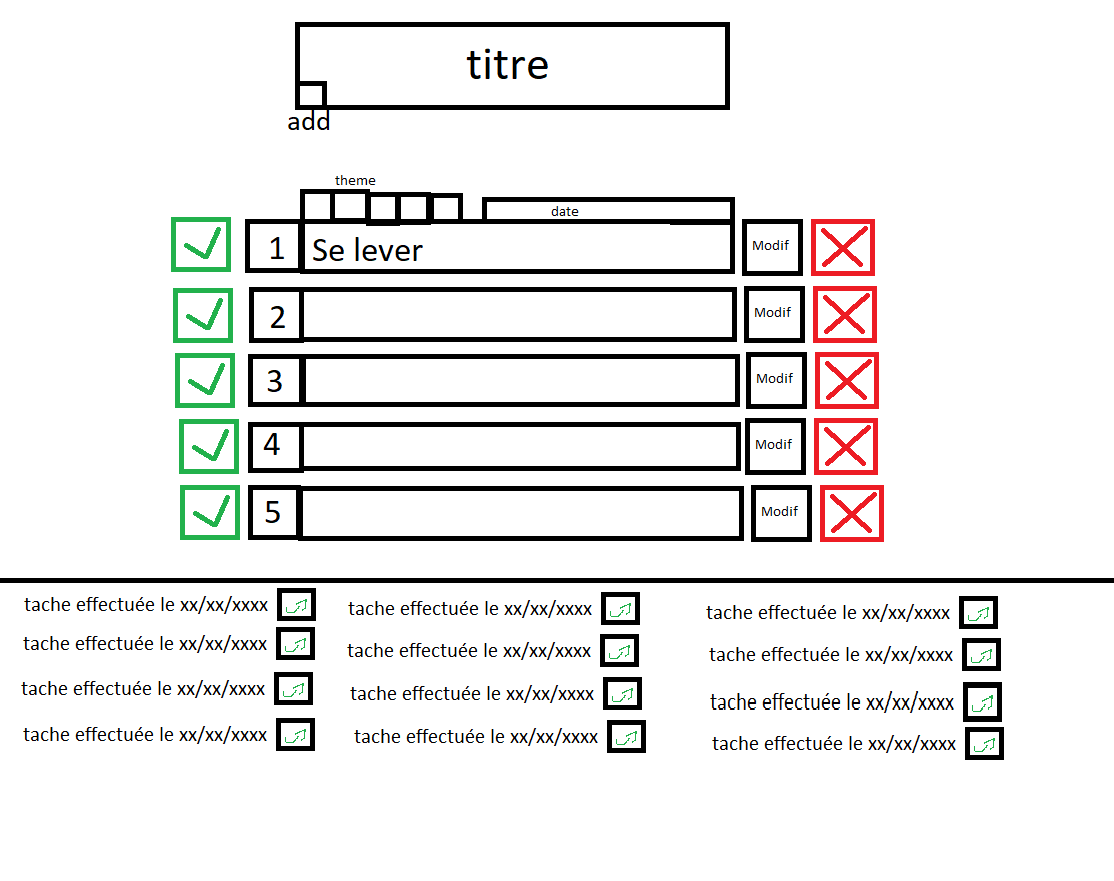 titre
add
theme
date
1 Se lever Modif
2 Modif
3 Modif
4 Modif
5 Modif
tache effectuée le xx/xx/xxxx tache effectuée le xx/xx/xxxx tache effectuée le xx/xx/xxxx
tache effectuée le xx/xx/xxxx tache effectuée le xx/xx/xxxx tache effectuée le xx/xx/xxxx
tache effectuée le xx/xx/xxxx tache effectuée le xx/xx/xxxx tache effectuée le xx/xx/xxxx
tache effectuée le xx/xx/xxxx tache effectuée le xx/xx/xxxx tache effectuée le xx/xx/xxxx